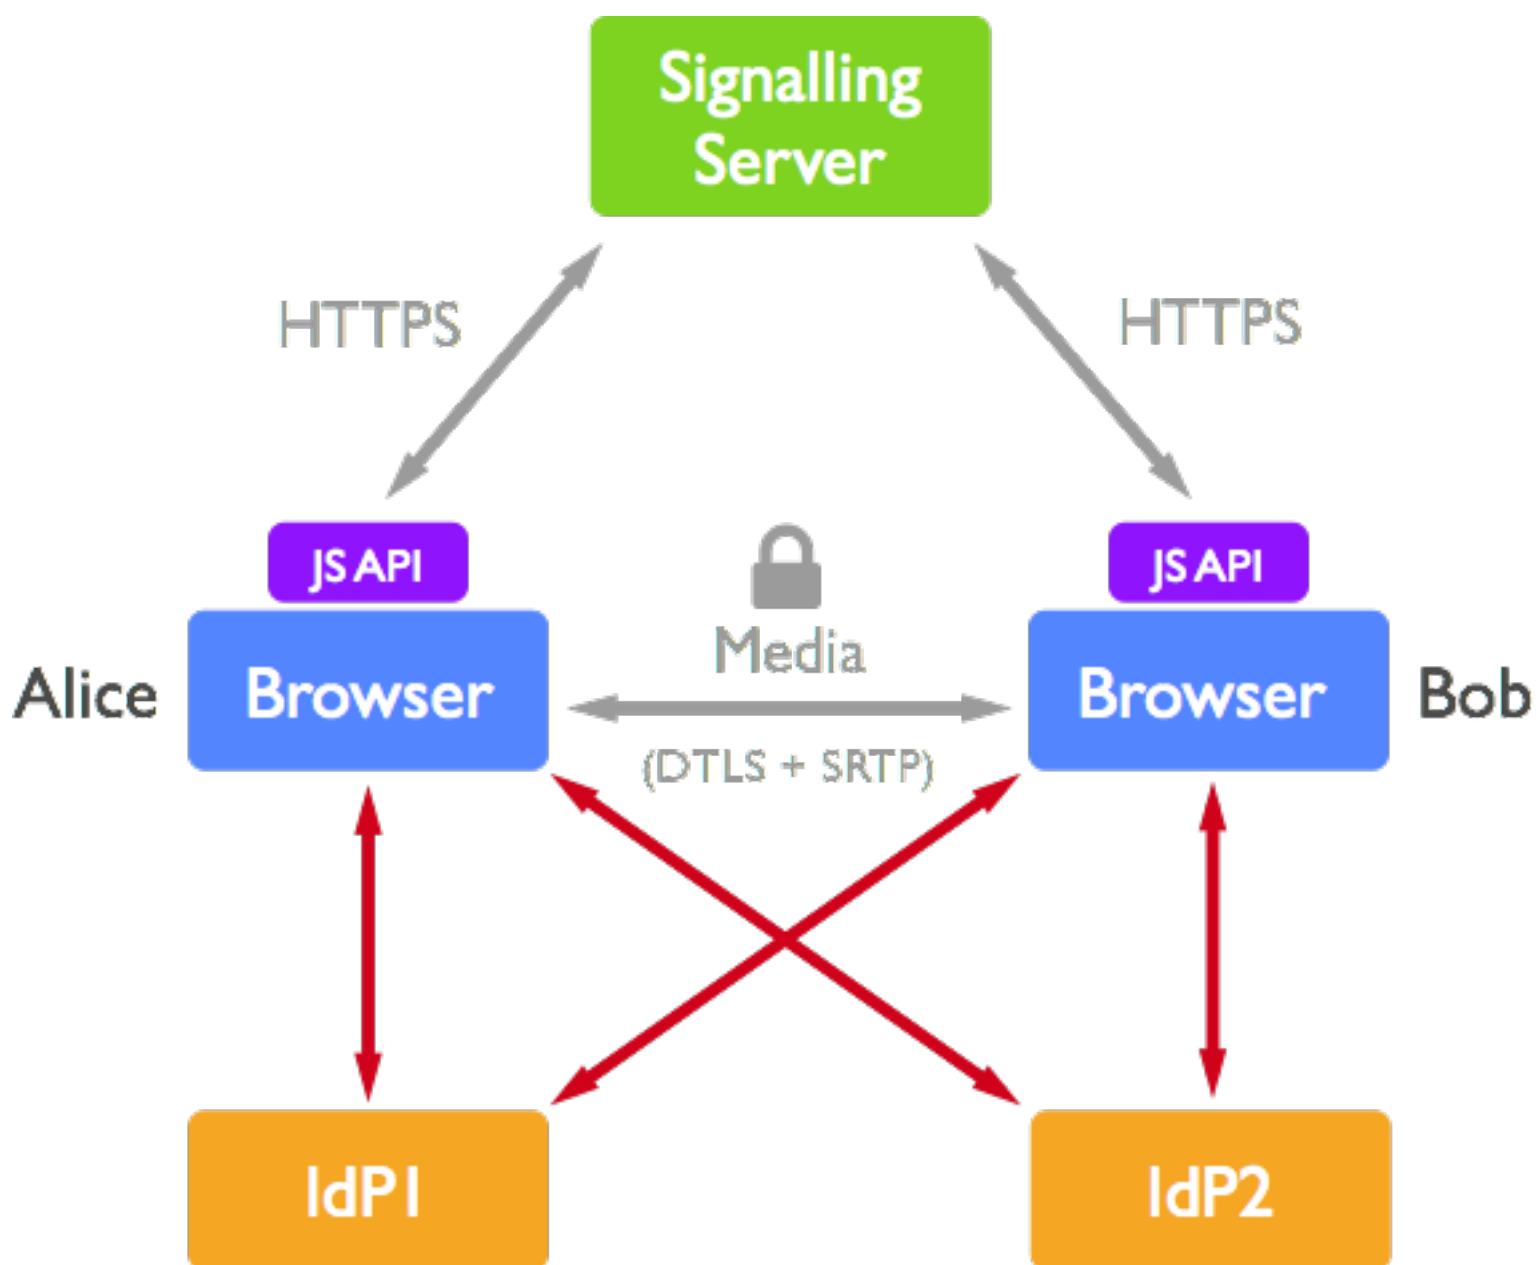 Signalling
Server
HTTPS
HTTPS
JS API
JS API
Media
Alice
Browser
Browser
Bob
(DTLS + SRTP)
IdP1
IdP2